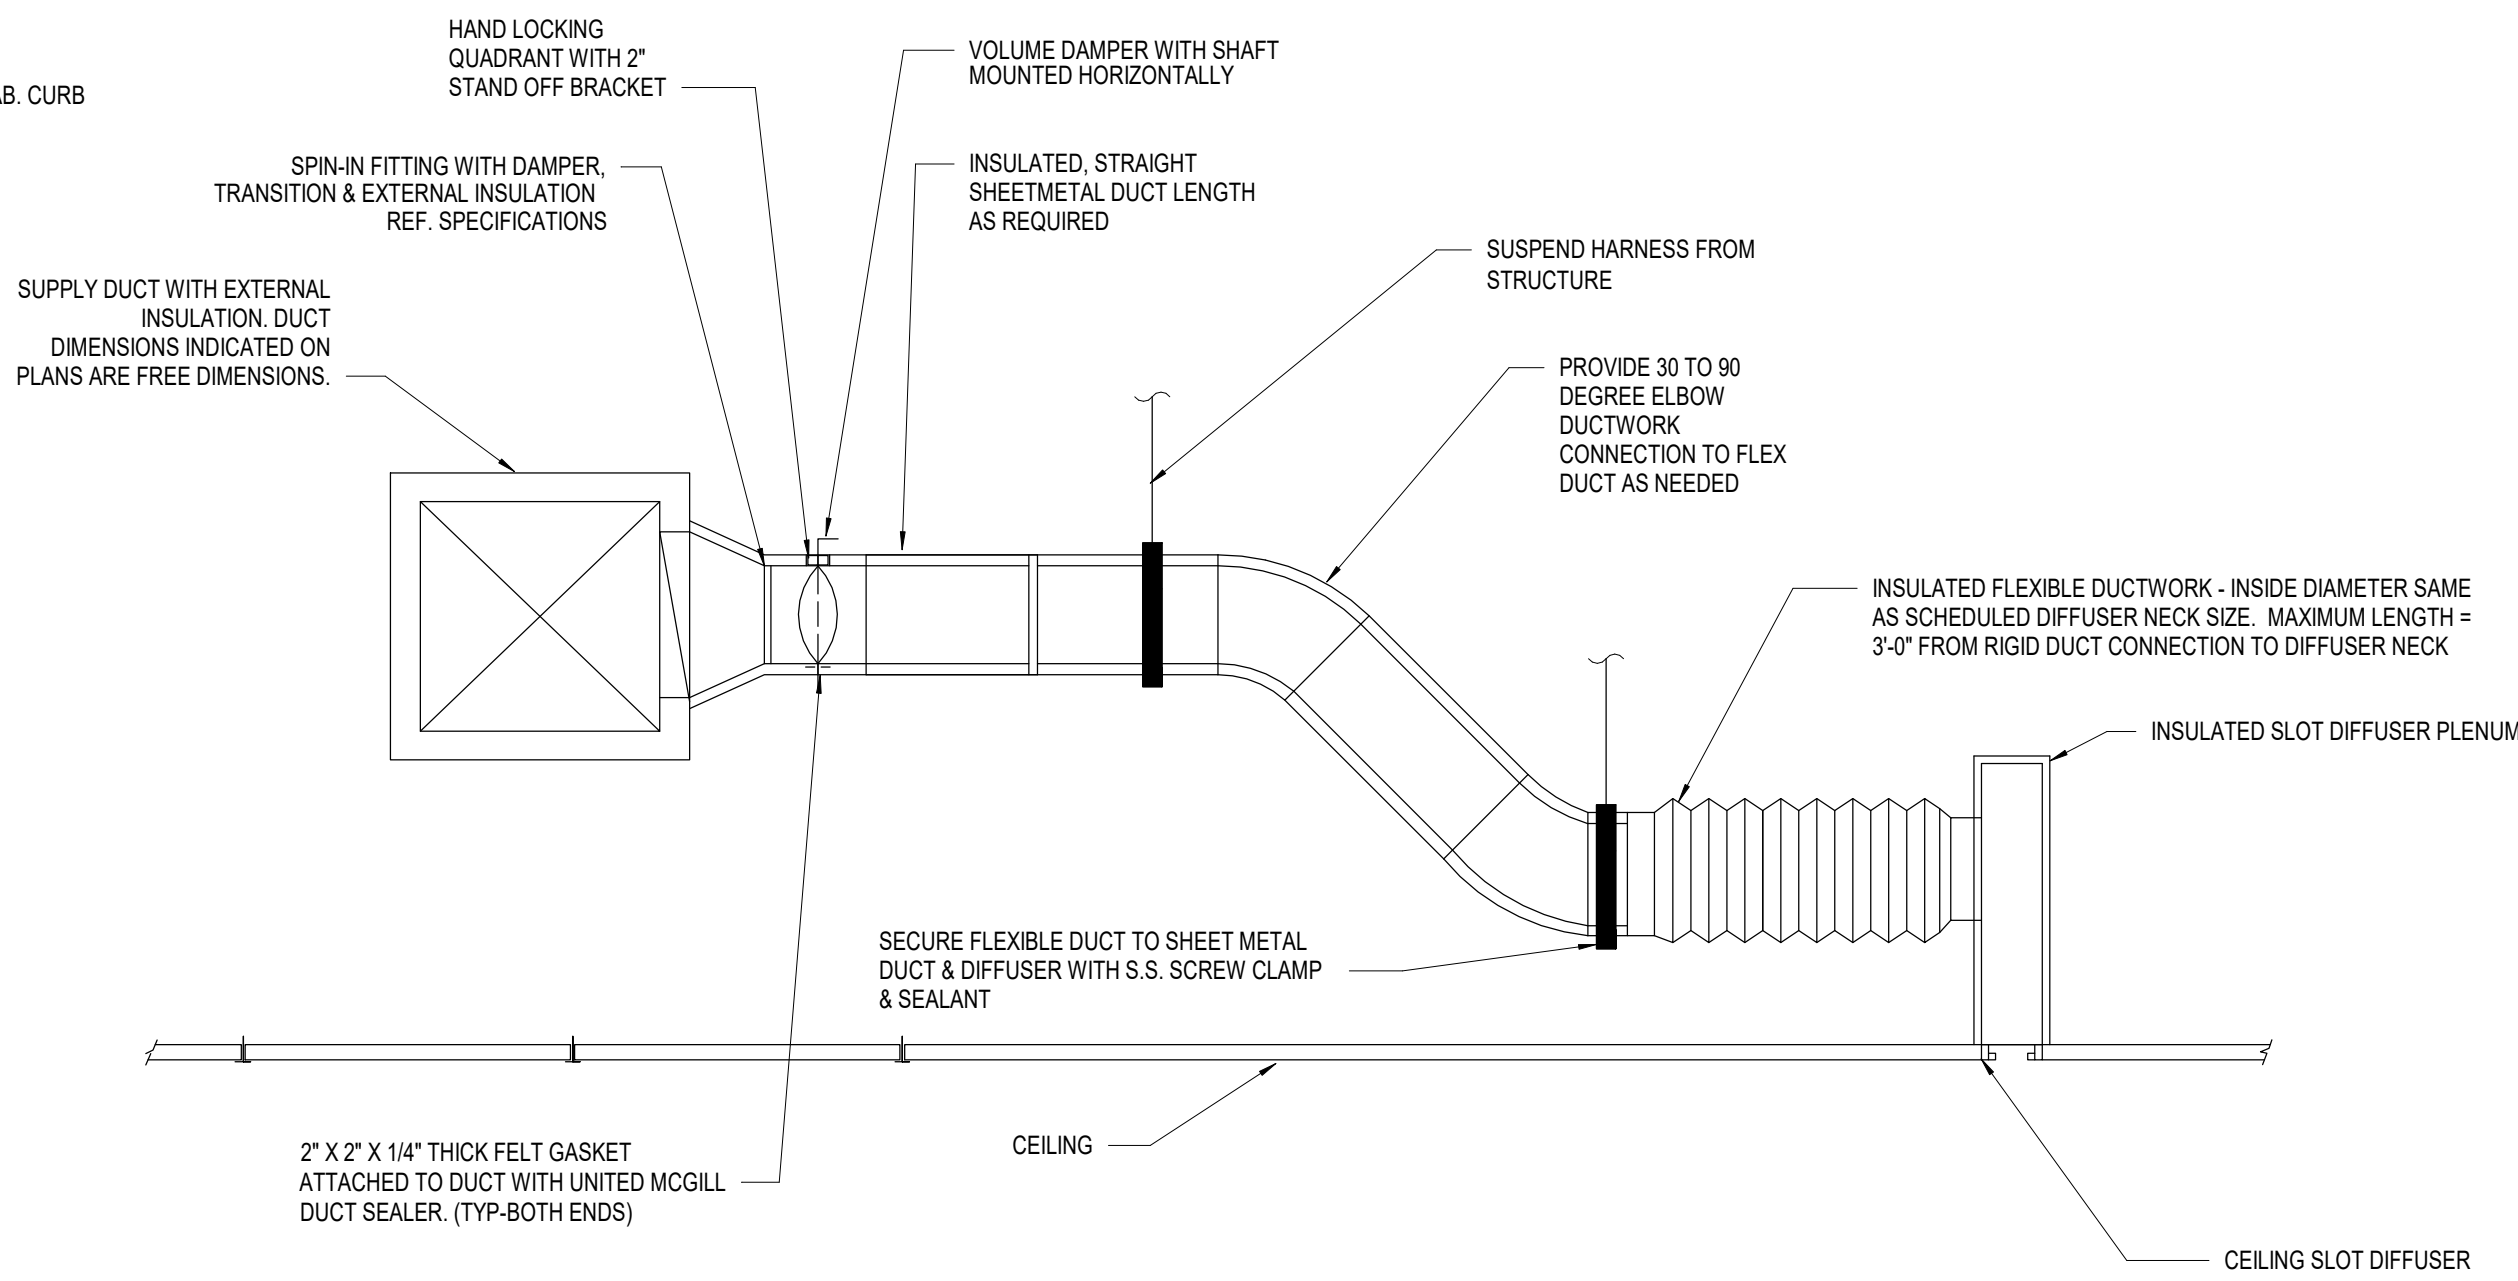 HAND LOCKING
QUADRANT WITH 2"
STAND OFF BRACKET
VOLUME DAMPER WITH SHAFT
MOUNTED HORIZONTALLY
CURB
SPIN-IN FITTING WITH DAMPER,
TRANSITION & EXTERNAL INSULATION
REF. SPECIFICATIONS
INSULATED, STRAIGHT
SHEETMETAL DUCT LENGTH
AS REQUIRED
SUSPEND HARNESS FROM
STRUCTURE
SUPPLY DUCT WITH EXTERNAL
INSULATION. DUCT
DIMENSIONS INDICATED ON
PLANS ARE FREE DIMENSIONS.
PROVIDE 30 TO 90
DEGREE ELBOW
DUCTWORK
CONNECTION TO FLEX
DUCT AS NEEDED
INSULATED FLEXIBLE DUCTWORK - INSIDE DIAMETER SAME
AS SCHEDULED DIFFUSER NECK SIZE. MAXIMUM LENGTH =
3'-0" FROM RIGID DUCT CONNECTION TO DIFFUSER NECK
INSULATED SLOT DIFFUSER PLENUM
SECURE FLEXIBLE DUCT TO SHEET METAL
DUCT & DIFFUSER WITH S.S. SCREW CLAMP
& SEALANT
2" X 2" X 1/4" THICK FELT GASKET
ATTACHED TO DUCT WITH UNITED MCGILL
DUCT SEALER. (TYP-BOTH ENDS)
CEILING
CEILING SLOT DIFFUSER